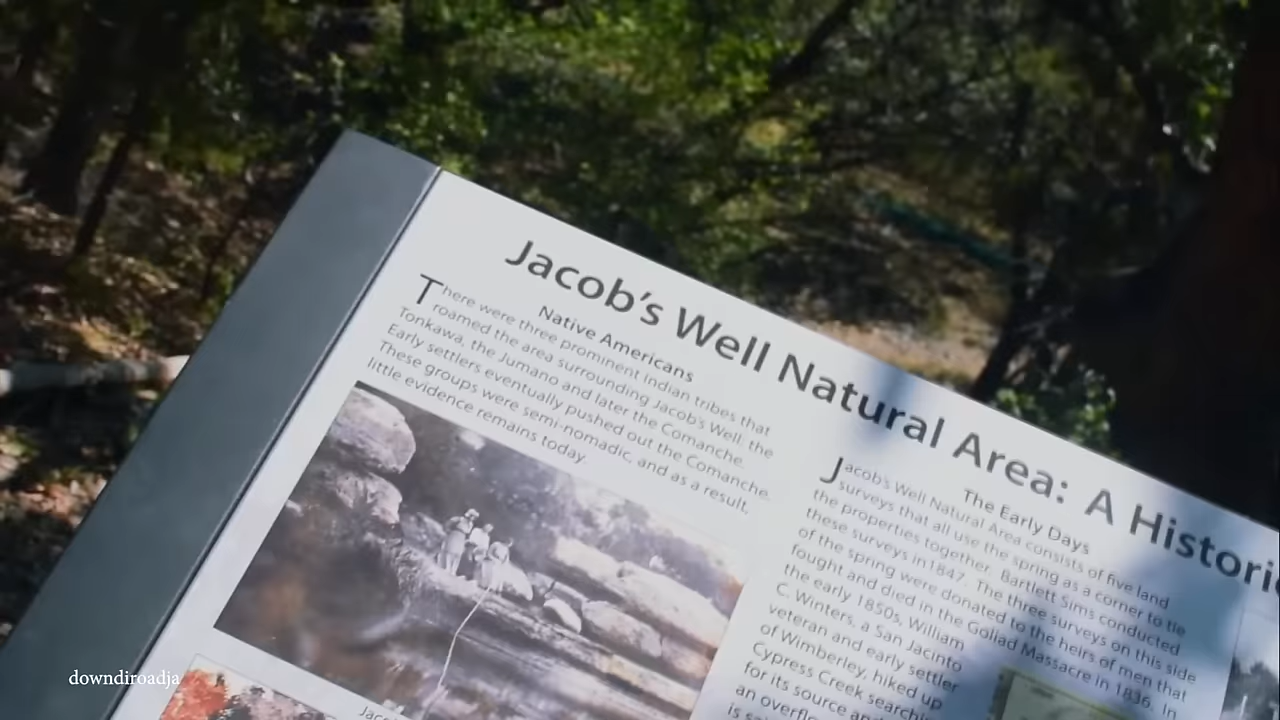 Jacob's Well Natural Area: A Histori
Native Americans
There were three prominent Indian tribes that
roamed the area surrounding Jacob's Well: the
Tonkawa, the Jumano and later the Comanche.
Early settlers eventually pushed out the Comanche.
These groups were semi-nomadic, and as a result,
little evidence remains today.
The Early Days
Jacob's Well Natural Area consists of five land
surveys that all use the spring as a corner to tie
the properties together. Bartlett Sims conducted
these surveys in1847. The three surveys on this side
of the spring were donated to the heirs of men that
fought and died in the Goliad Massacre in 1836. In
the early 1850s, William
C. Winters, a San Jacinto
veteran and early settler
of Wimberley, hiked up
Cypress Creek searchi
for its source and
an overfl
is sai
Jaco
downdiroadja